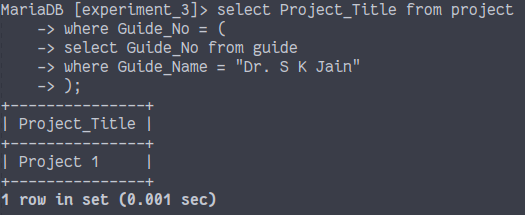 MariaDB [experiment_3]> select Project_Title from project
    -> where Guide_No = (
    -> select Guide_No from guide
    -> where Guide_Name = "Dr. S K Jain"
    -> );
+---------------+
| Project_Title |
+---------------+
| Project 1     |
+---------------+
1 row in set (0.001 sec)